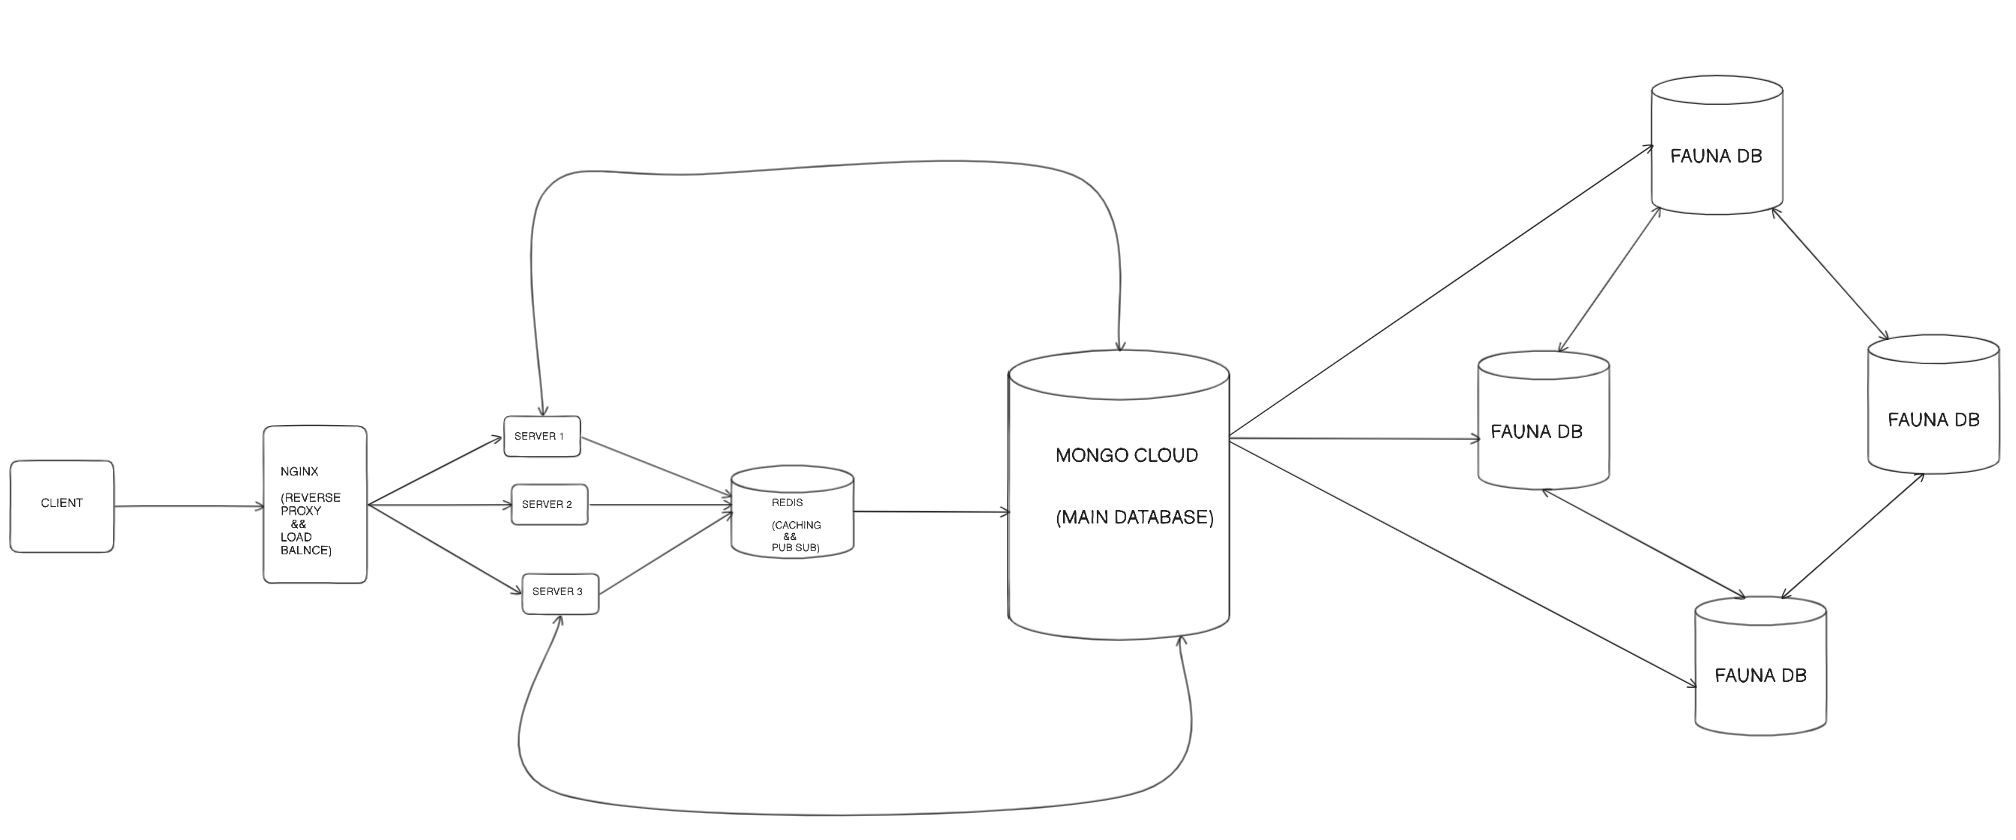 CLIENT
NGINX
(REVERSE
PROXY
&&
LOAD
BALNCE)
SERVER 1
SERVER 2
SERVER 3
REDIS
(CACHING
&&
PUB SUB)
MONGO CLOUD
(MAIN DATABASE)
FAUNA DB
FAUNA DB
FAUNA DB
FAUNA DB